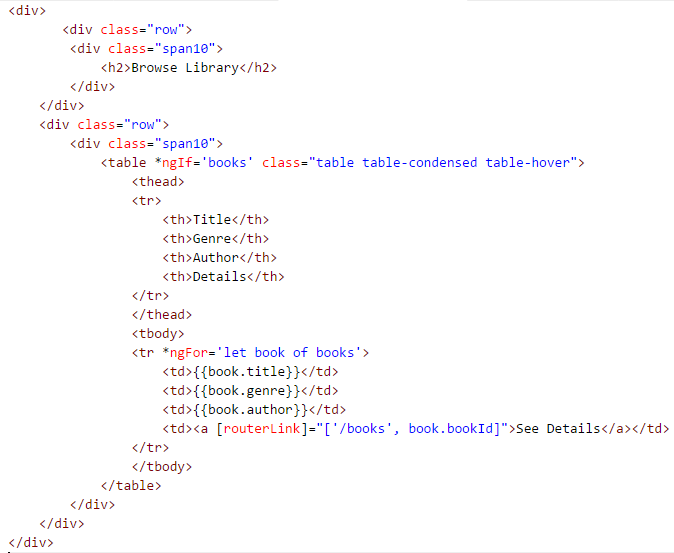 <div>
       <div class="row">
        <div class="span10">
            <h2>Browse Library</h2>
        </div>
    </div>
    <div class="row">
        <div class="span10">
            <table *ngIf='books' class="table table-condensed table-hover">
                <thead>
                <tr>
                    <th>Title</th>
                    <th>Genre</th>
                    <th>Author</th>
                    <th>Details</th>
                </tr>
                </thead>
                <tbody>
                <tr *ngFor='let book of books'>
                    <td>{{book.title}}</td>
                    <td>{{book.genre}}</td>
                    <td>{{book.author}}</td>
                    <td><a [routerLink]="['/books', book.bookId]">See Details</a></td>
                </tr>
                </tbody>
            </table>
        </div>
    </div>
</div>